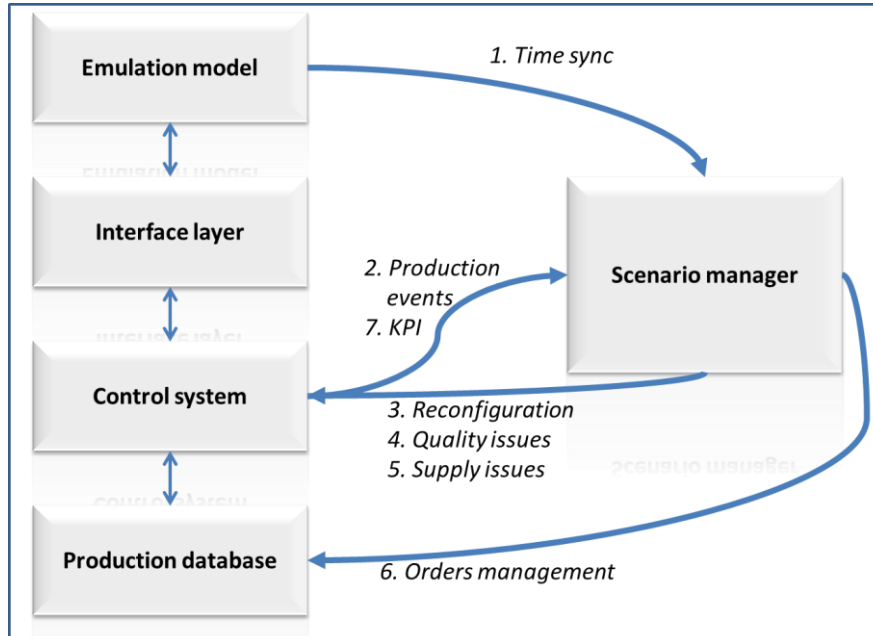 Emulation model
1. Time sync
Interface layer
Scenario manager
2. Production
events
7. KPI
Control system
3. Reconfiguration
4. Quality issues
5. Supply issues
Production database
6. Orders management